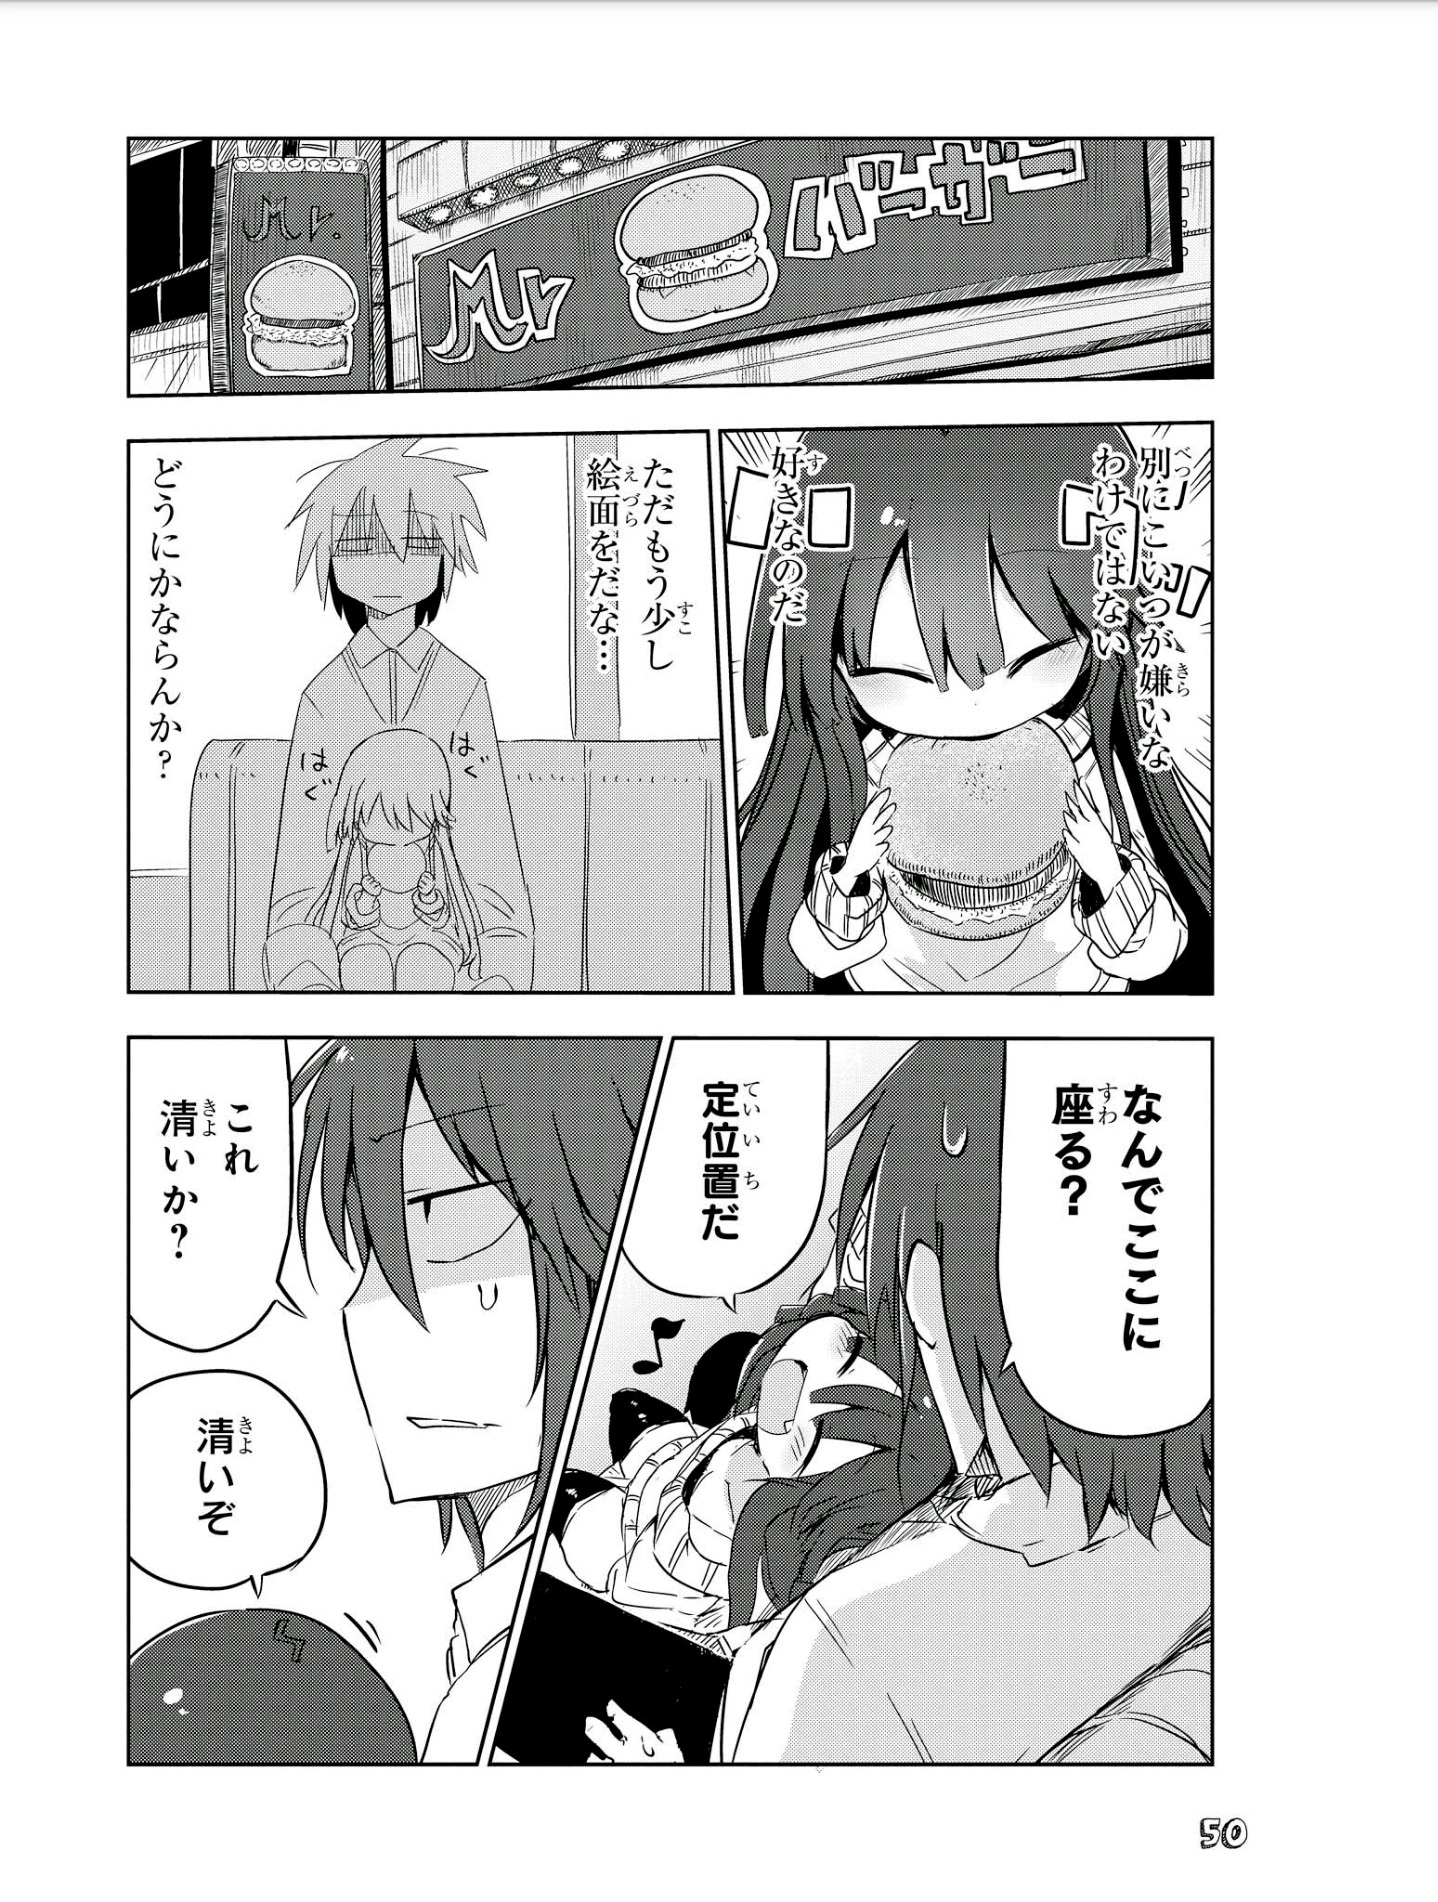 Mr.
Mr
バーガー
別にこいつが嫌いな
わけではない
好きなのだ
ただもう少し
絵面をだな…
どうにかならんか？
はぐ
はぐ
なんでここに
座る？
定位置だ
これ
清いか？
清いぞ
50